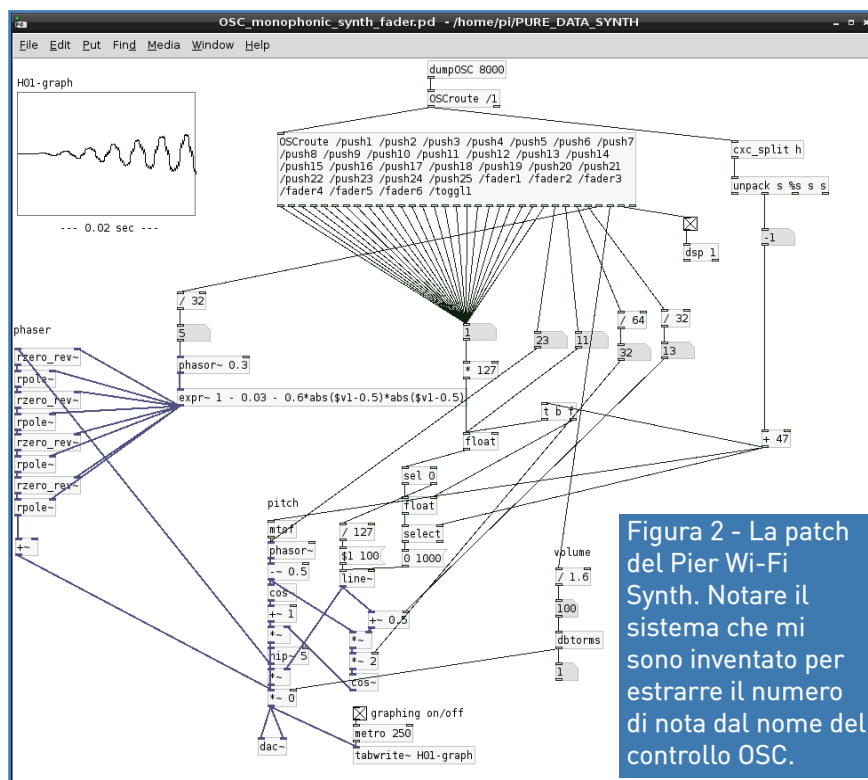 OSC_monophonic_synth_fader.pd - /home/pi/PURE_DATA_SYNTH
File Edit Put Find Media Window Help
dumpOSC 8000
OSCroute /1
H01-graph
--- 0.02 sec ---
OSCroute /push1 /push2 /push3 /push4 /push5 /push6 /push7
/push8 /push9 /push10 /push11 /push12 /push13 /push14
/push15 /push16 /push17 /push18 /push19 /push20 /push21
/push22 /push23 /push24 /push25 /fader1 /fader2 /fader3
/fader4 /fader5 /fader6 /toggl1
cxc_split h
unpack s %s s s
-1
dsp 1
/ 32
5
phasor~ 0.3
expr~ 1 - 0.03 - 0.6*abs($v1-0.5)*abs($v1-0.5)
1
* 127
23
11
/ 64
32
/ 32
13
t b f
float
+ 47
phaser
rzero_rev~
rpole~
rzero_rev~
rpole~
rzero_rev~
rpole~
rzero_rev~
rpole~
+~
sel 0
float
select
0 1000
pitch
mtof
phasor~
-~ 0.5
cos~
+~ 1
*~
hip~ 5
*~
*~ 0
dac~
/ 127
$1 100
line~
+~ 0.5
*~
*~ 2
cos~
volume
/ 1.6
100
dbtorms
1
graphing on/off
metro 250
tabwrite~ H01-graph
Figura 2 - La patch
del Pier Wi-Fi
Synth. Notare il
sistema che mi
sono inventato per
estrarre il numero
di nota dal nome del
controllo OSC.